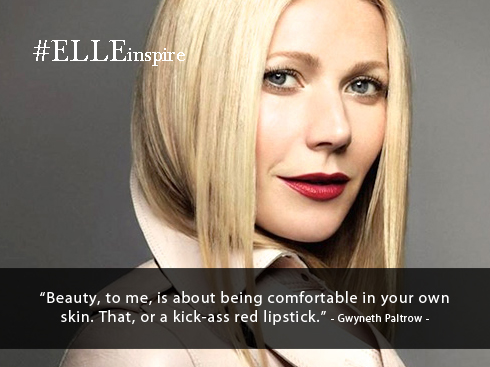 #ELLEinspire
“Beauty, to me, is about being comfortable in your own
skin. That, or a kick-ass red lipstick.” - Gwyneth Paltrow -